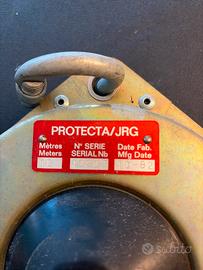 PROTECTA/JRG
Mètres N° SERIE Date Fab.
Meters SERIAL Nb Mfg Date
subito